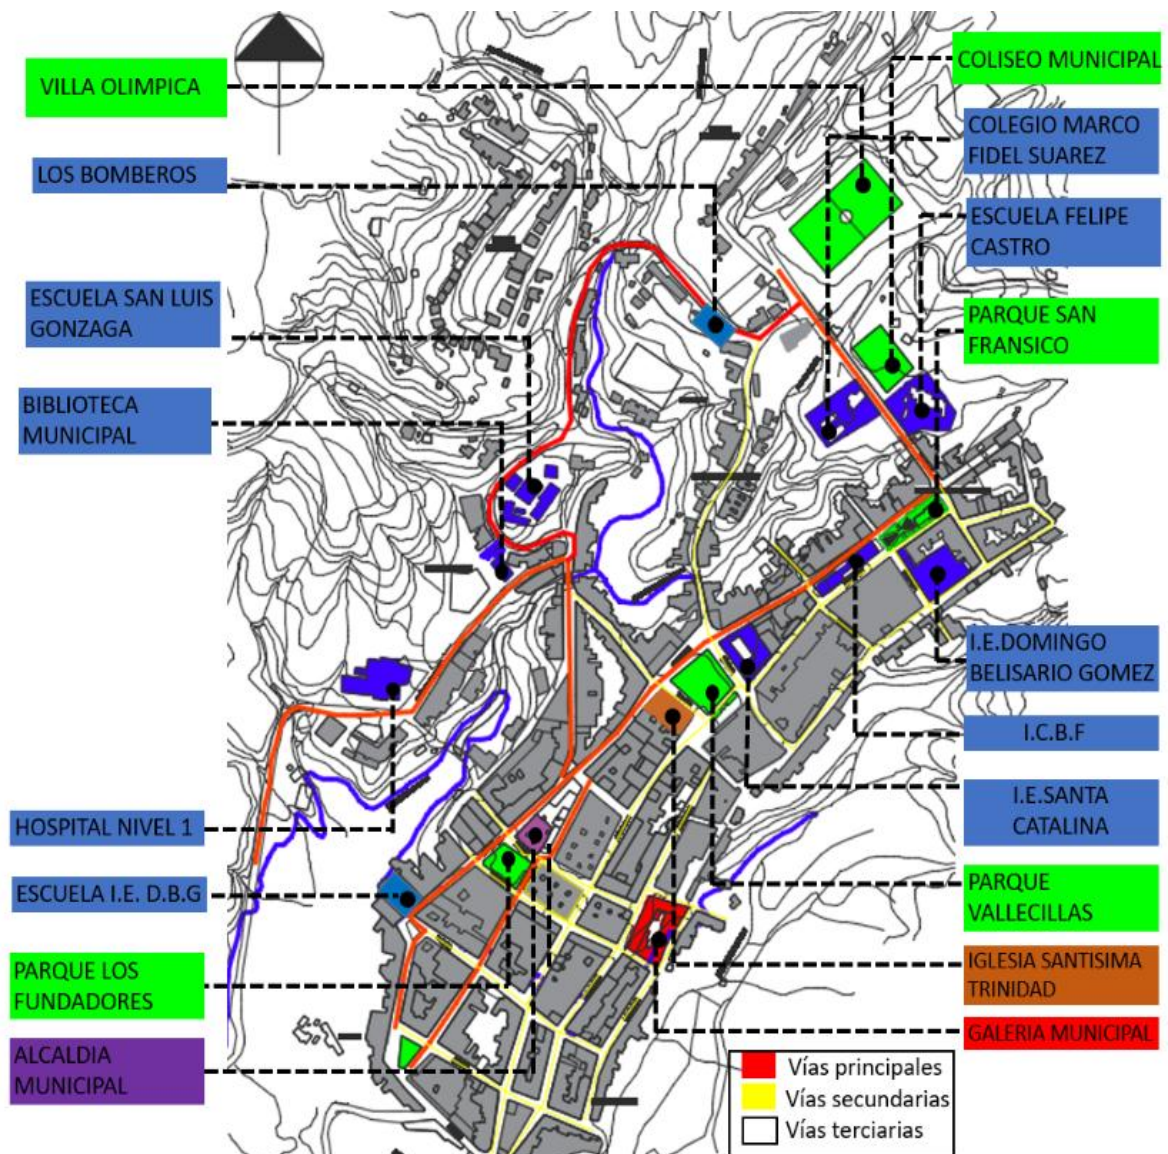 VILLA OLIMPICA
LOS BOMBEROS
ESCUELA SAN LUIS
GONZAGA
BIBLIOTECA
MUNICIPAL
HOSPITAL NIVEL 1
ESCUELA I.E. D.B.G
PARQUE LOS
FUNDADORES
ALCALDIA
MUNICIPAL
COLISEO MUNICIPAL
COLEGIO MARCO
FIDEL SUAREZ
ESCUELA FELIPE
CASTRO
PARQUE SAN
FRANSICO
I.E.DOMINGO
BELISARIO GOMEZ
I.C.B.F
I.E.SANTA
CATALINA
PARQUE
VALLECILLAS
IGLESIA SANTISIMA
TRINIDAD
GALERIA MUNICIPAL
Vías principales
Vías secundarias
Vías terciarias